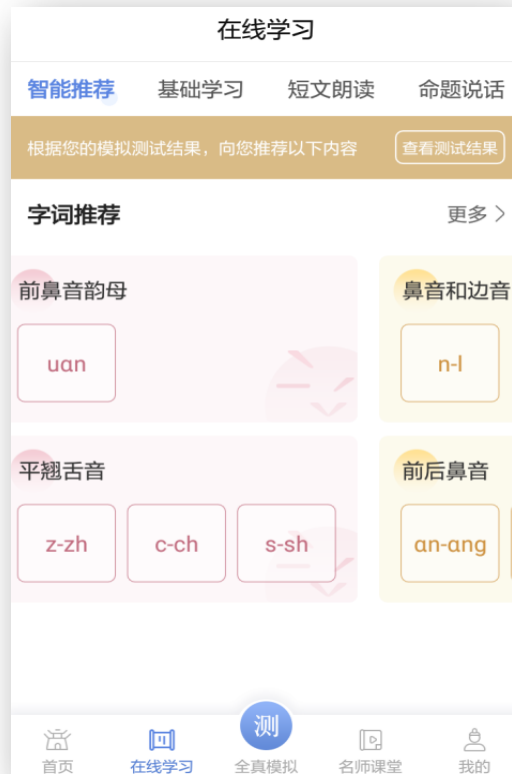 在线学习
智能推荐 基础学习 短文朗读 命题说话
根据您的模拟测试结果，向您推荐以下内容 查看测试结果
字词推荐 更多
前鼻音韵母 鼻音和边音
uan n-l
平翘舌音 前后鼻音
z-zh c-ch s-sh an-ang
测
首页 在线学习 全真模拟 名师课堂 我的